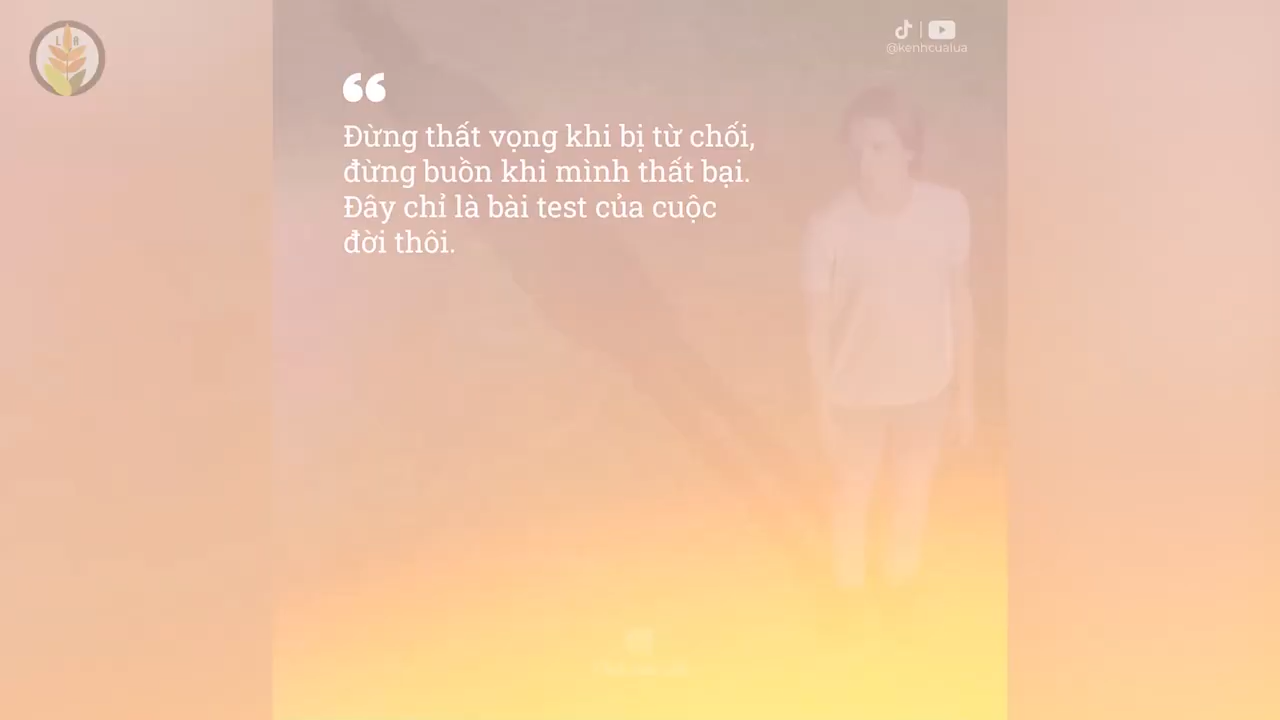 L A
@kenhcualua
Đừng thất vọng khi bị từ chối,
đừng buồn khi mình thất bại.
Đây chỉ là bài test của cuộc
đời thôi.